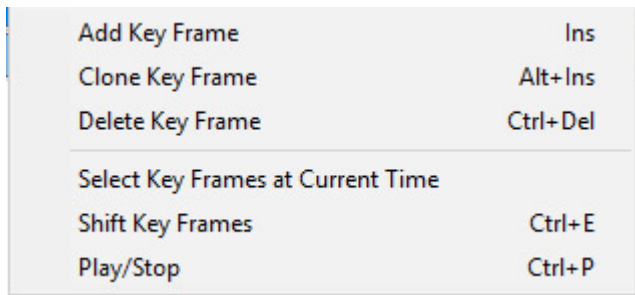 Add Key Frame Ins
Clone Key Frame Alt+Ins
Delete Key Frame Ctrl+Del
Select Key Frames at Current Time
Shift Key Frames Ctrl+E
Play/Stop Ctrl+P